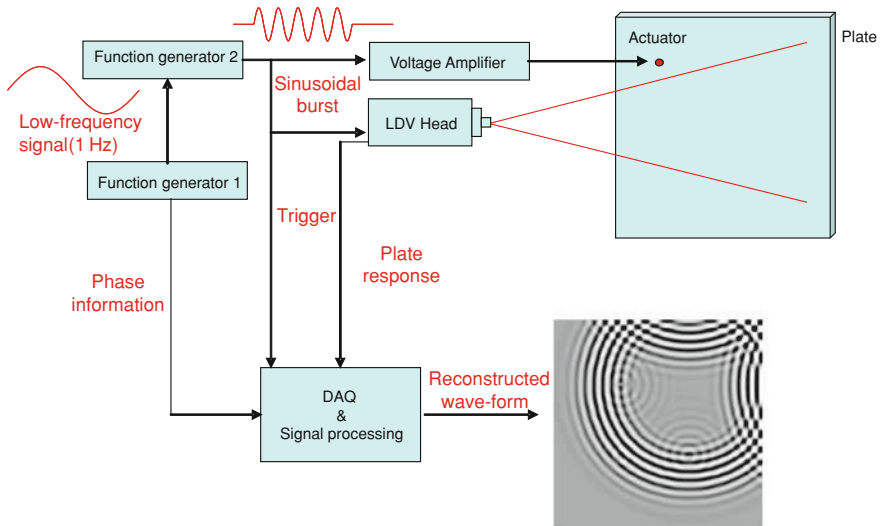 Function generator 2
Sinusoidal
burst
Voltage Amplifier
Actuator
Plate
Low-frequency
signal(1 Hz)
LDV Head
Function generator 1
Trigger
Plate
response
Phase
information
DAQ
&
Signal processing
Reconstructed
wave-form